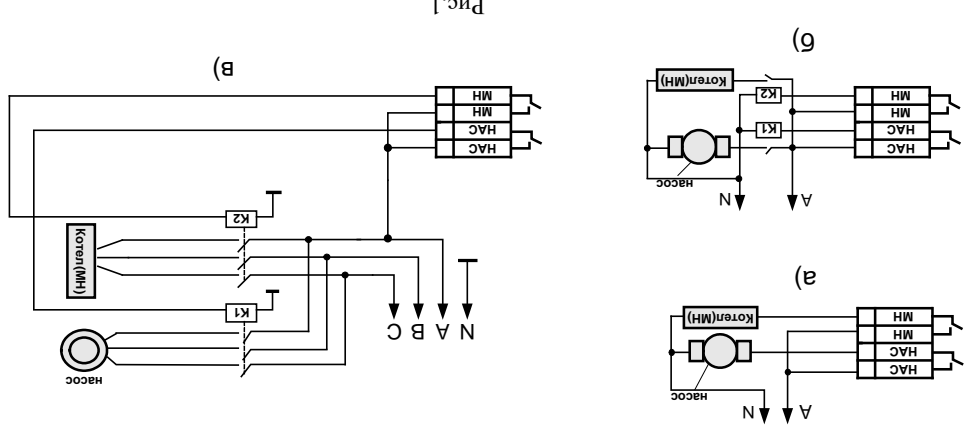 A N
насос
НАС
НАС
МН
МН
Котел(МН)
а)
A N
насос
НАС
НАС
К1
МН
МН
К2
Котел(МН)
б)
N A B C
насос
К1
Котел(МН)
К2
НАС
НАС
МН
МН
в)
Рис.1